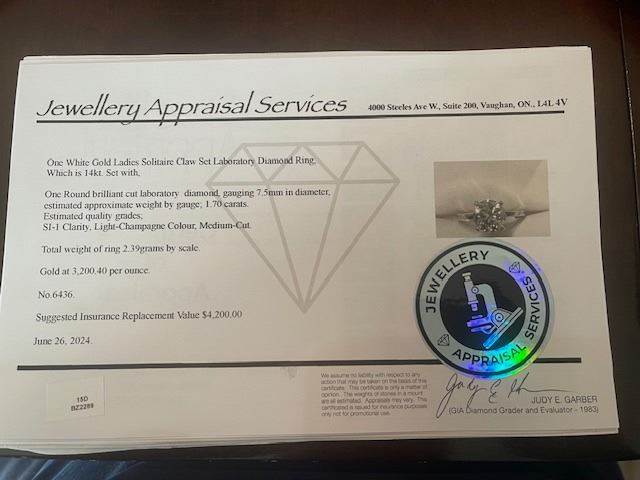 Jewellery Appraisal Services
4000 Steeles Ave W., Suite 200, Vaughan, ON., L4L 4V
One White Gold Ladies Solitaire Claw Set Laboratory Diamond Ring,
Which is 14kt. Set with,
One Round brilliant cut laboratory diamond, gauging 7.5mm in diameter,
estimated approximate weight by gauge; 1.70 carats.
Estimated quality grades;
SI-1 Clarity, Light-Champagne Colour, Medium-Cut.
Total weight of ring 2.39grams by scale.
Gold at 3,200.40 per ounce.
No.6436.
Suggested Insurance Replacement Value $4,200.00
June 26, 2024.
JEWELLERY
APPRAISAL SERVICES
15D
BZ2289
We assume no liability with respect to any
action that may be taken on the basis of this
certificate. This certificate is only a matter of
opinion. The weights of stones in a mount
are all estimated. Appraisals may vary. This
certificated is issued for insurance purposes
only not for promotional use.
JUDY E. GARBER
(GIA Diamond Grader and Evaluator - 1983)